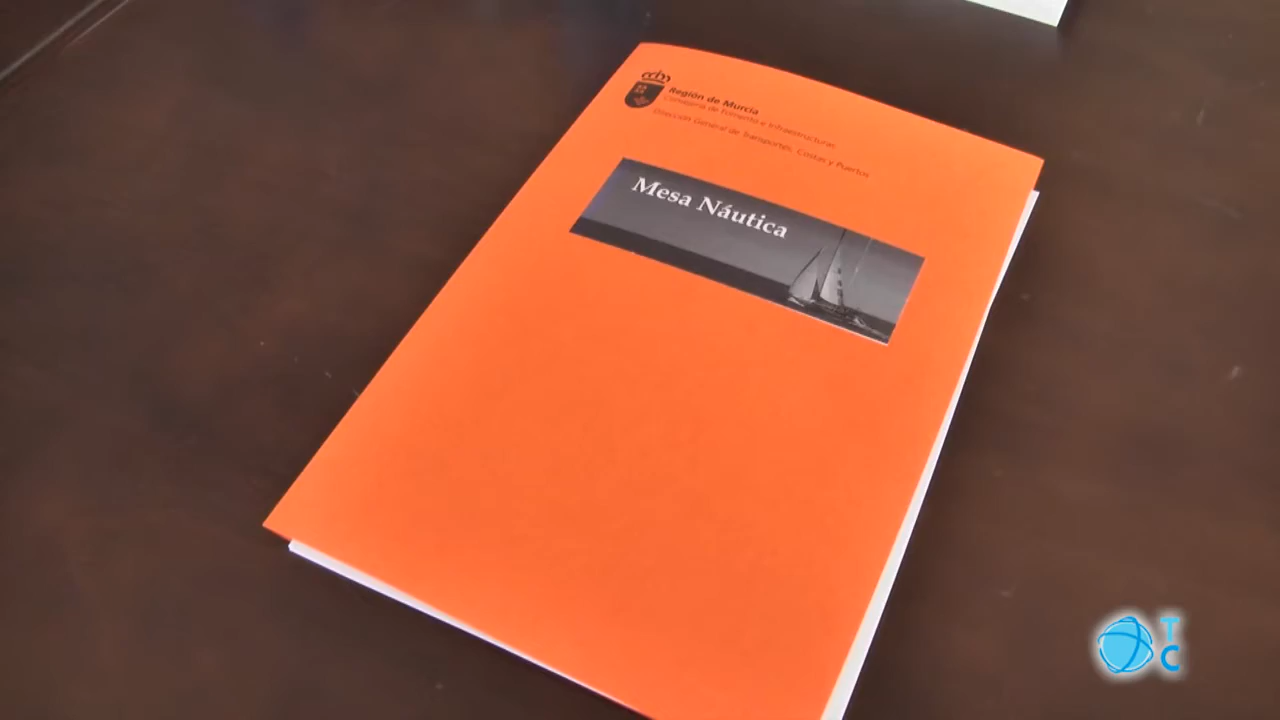 Región de Murcia
Consejería de Fomento e Infraestructuras
Dirección General de Transportes, Costas y Puertos
Mesa Náutica
T
C